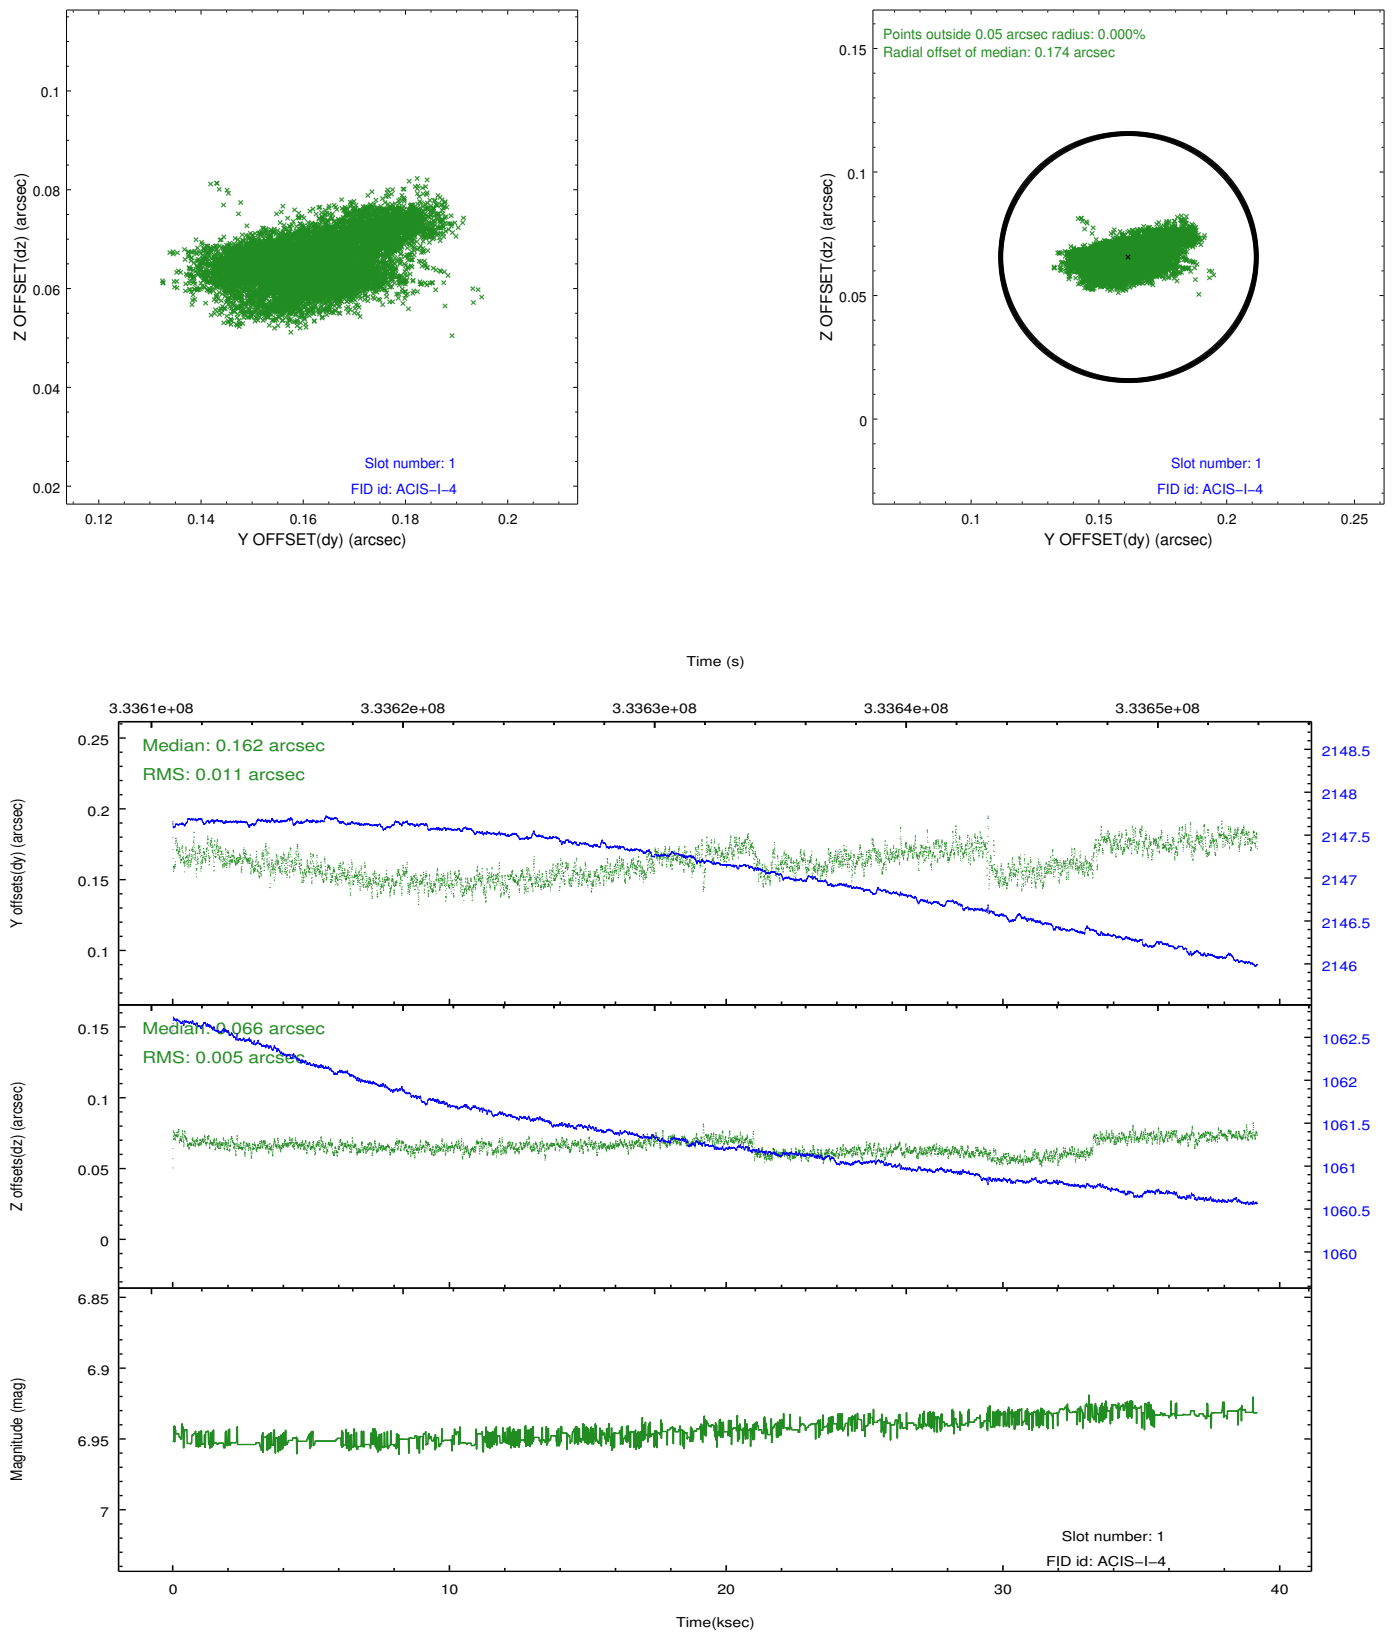 0.1
0.08
0.06
0.04
0.02
Z OFFSET(dz) (arcsec)
Slot number: 1
FID id: ACIS−I−4
0.12 0.14 0.16 0.18 0.2
Y OFFSET(dy) (arcsec)
Points outside 0.05 arcsec radius: 0.000%
Radial offset of median: 0.174 arcsec
0.15
0.1
0.05
0
Z OFFSET(dz) (arcsec)
Slot number: 1
FID id: ACIS−I−4
0.1 0.15 0.2 0.25
Y OFFSET(dy) (arcsec)
Time (s)
3.3361e+08 3.3362e+08 3.3363e+08 3.3364e+08 3.3365e+08
Median: 0.162 arcsec
RMS: 0.011 arcsec
0.25
0.2
0.15
0.1
Y offsets(dy) (arcsec)
2148.5
2148
2147.5
2147
2146.5
2146
Median: 0.066 arcsec
RMS: 0.005 arcsec
0.15
0.1
0.05
0
Z offsets(dz) (arcsec)
1062.5
1062
1061.5
1061
1060.5
1060
6.85
6.9
6.95
7
Magnitude (mag)
Slot number: 1
FID id: ACIS−I−4
0 10 20 30 40
Time(ksec)